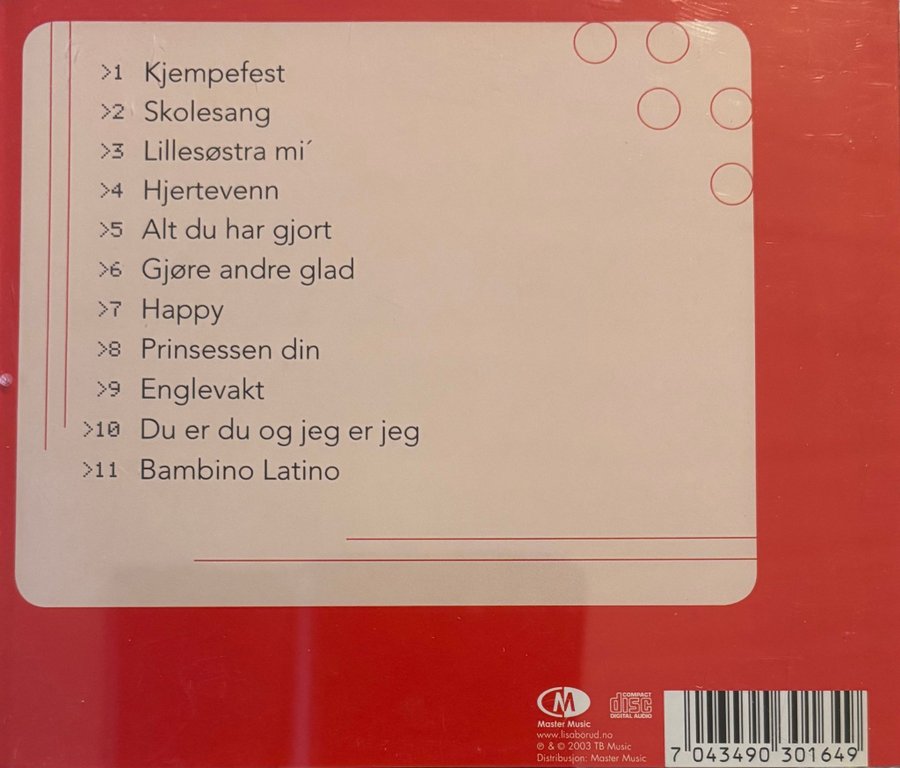 >1 Kjempefest
>2 Skolesang
>3 Lillesøstra mi´
>4 Hjertevenn
>5 Alt du har gjort
>6 Gjøre andre glad
>7 Happy
>8 Prinsessen din
>9 Englevakt
>10 Du er du og jeg er jeg
>11 Bambino Latino
M
Master Music
COMPACT
disc
DIGITAL AUDIO
www.lisaborud.no
℗ & © 2003 TB Music
Distribusjon: Master Music
7 043490 301649